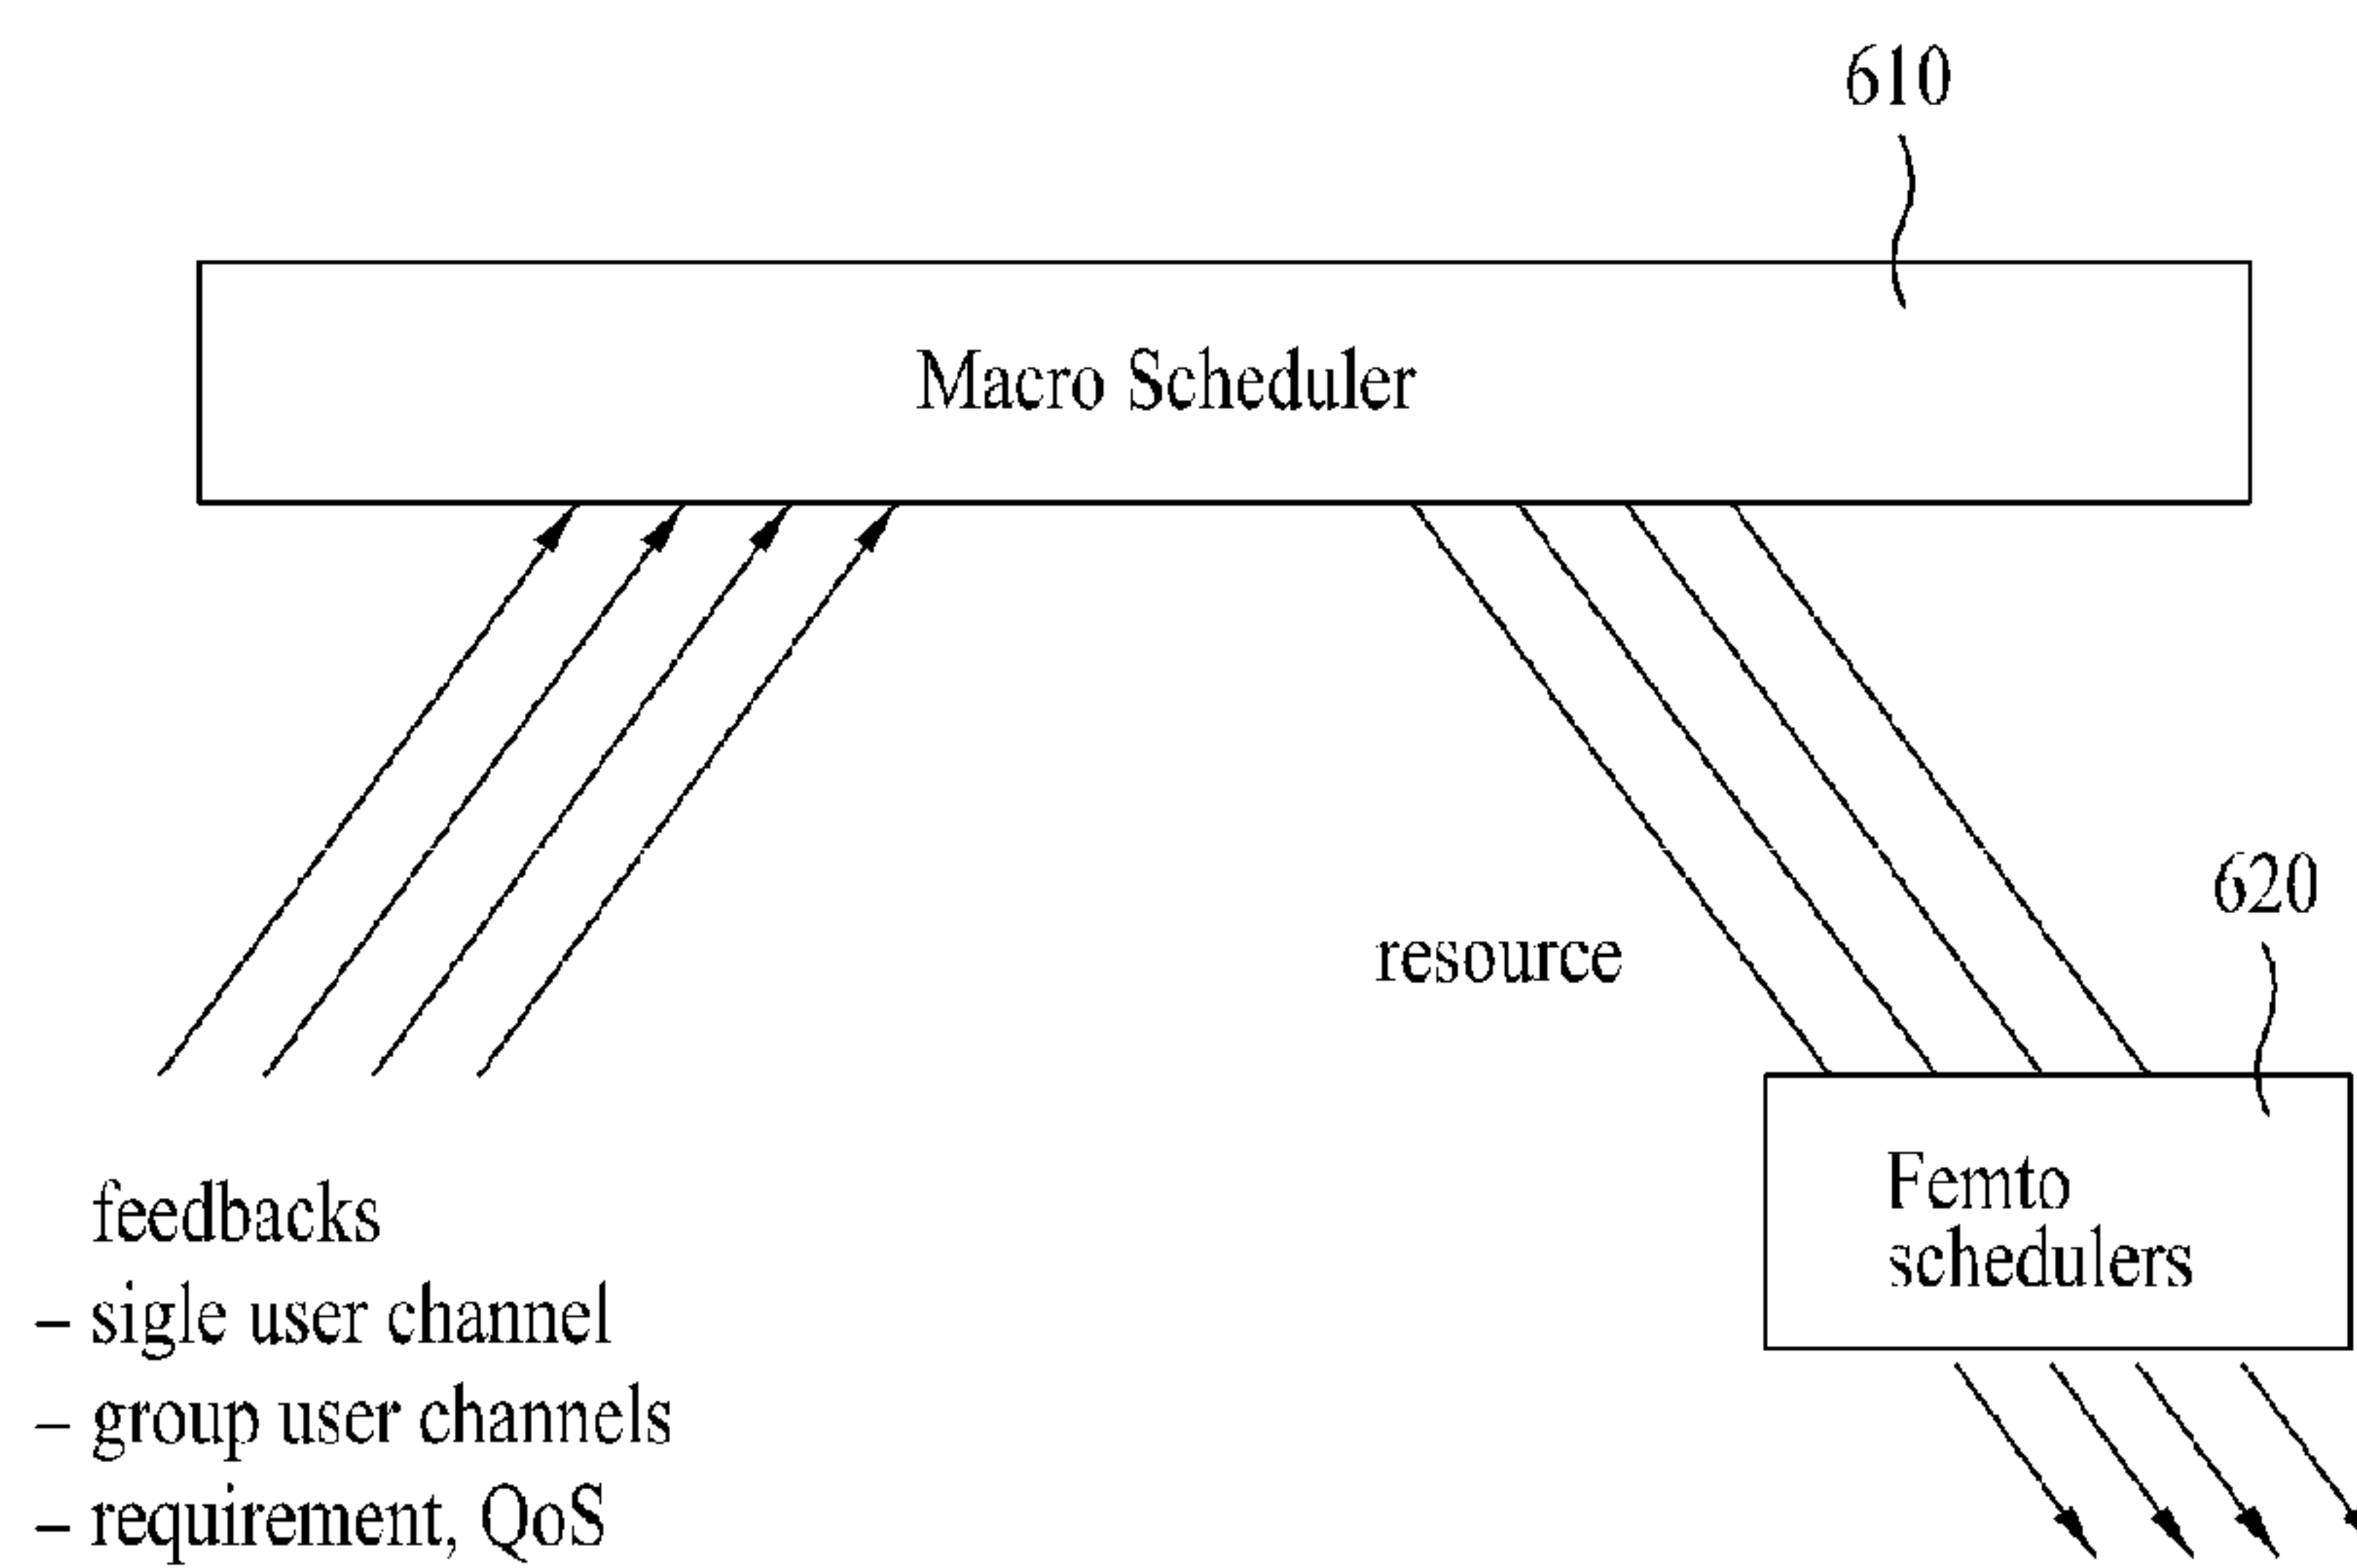 610
Macro Scheduler
resource
620
Femto
schedulers
feedbacks
– sigle user channel
– group user channels
– requirement, QoS